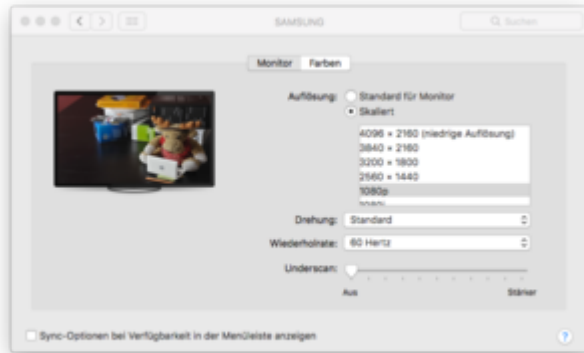 SAMSUNG
Suchen
Monitor Farben
Auflösung: Standard für Monitor
Skaliert
4096 × 2160 (niedrige Auflösung)
3840 × 2160
3200 × 1800
2560 × 1440
1080p
1080i
Drehung: Standard
Wiederholrate: 60 Hertz
Underscan:
Aus Stärker
Sync-Optionen bei Verfügbarkeit in der Menüleiste anzeigen
?